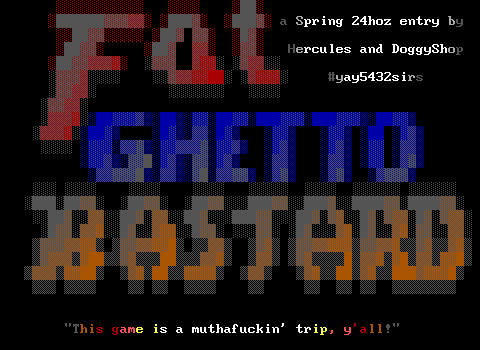 a Spring 24hoz entry by
Hercules and DoggyShop
#yay5432sirs
Fat
GHETTO
BASTARD
"This game is a muthafuckin' trip, y'all!"